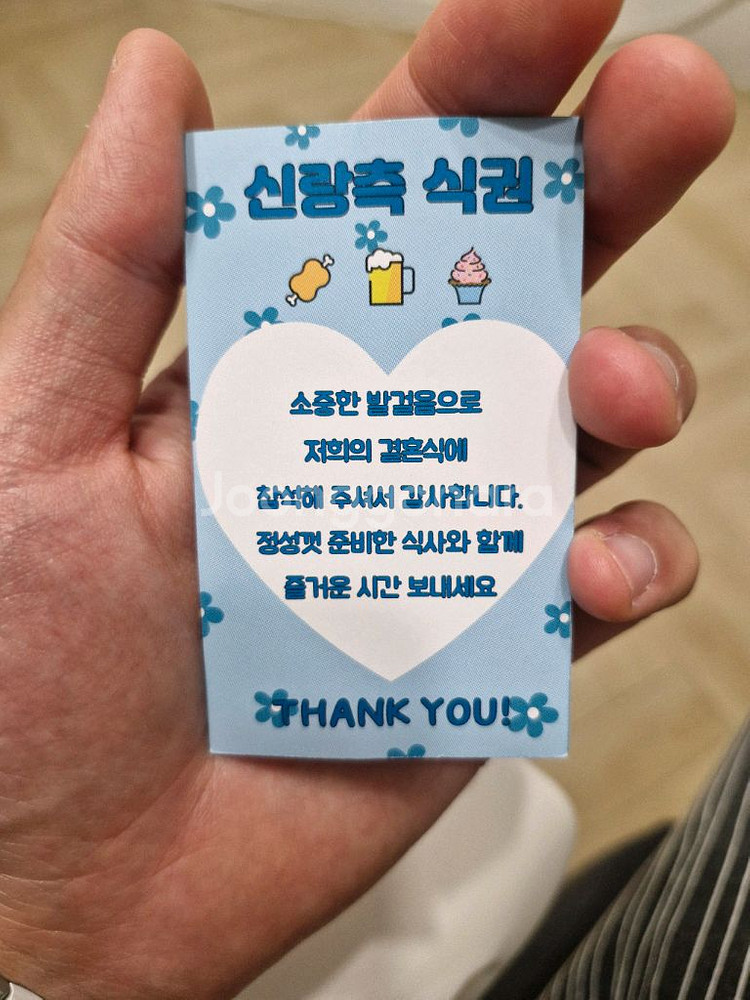 신랑측 식권
소중한 발걸음으로
저희의 결혼식에
참석해 주셔서 감사합니다.
정성껏 준비한 식사와 함께
즐거운 시간 보내세요
THANK YOU!